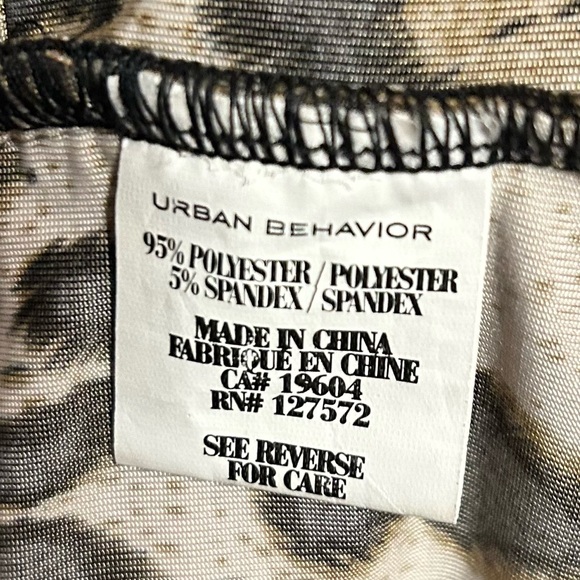 URBAN BEHAVIOR
95% POLYESTER / POLYESTER
5% SPANDEX / SPANDEX
MADE IN CHINA
FABRIQUÉ EN CHINE
CA# 19604
RN# 127572
SEE REVERSE
FOR CARE